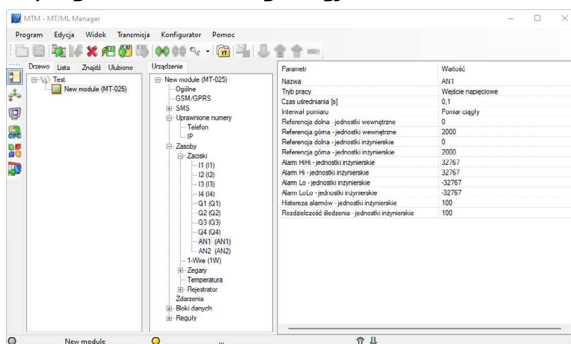 MTM - MT/ML Manager
Program Edycja Widok Transmisja Konfigurator Pomoc
Drzewo Lista Znajdź Ulubione
Test
New module (MT-025)
Urządzenie
New module (MT-025)
Ogólne
GSM/GPRS
SMS
Uprawnione numery
Telefon
IP
Zasoby
Zaciski
I1 (I1)
I2 (I2)
I3 (I3)
I4 (I4)
Q1 (Q1)
Q2 (Q2)
Q3 (Q3)
Q4 (Q4)
AN1 (AN1)
AN2 (AN2)
1-Wire (1W)
Zegary
Temperatura
Rejestrator
Zdarzenia
Bloki danych
Reguły
Parametr Wartość
Nazwa AN1
Tryb pracy Wejście napięciowe
Czas uśredniania [s] 0,1
Interwał pomiaru Pomiar ciągły
Referencja dolna - jednostki wewnętrzne 0
Referencja górna - jednostki wewnętrzne 2000
Referencja dolna - jednostki inżynierskie 0
Referencja górna - jednostki inżynierskie 2000
Alarm HiHi - jednostki inżynierskie 32767
Alarm Hi - jednostki inżynierskie 32767
Alarm Lo - jednostki inżynierskie -32767
Alarm LoLo - jednostki inżynierskie -32767
Histereza alarmów - jednostki inżynierskie 100
Rozdzielczość śledzenia - jednostki inżynierskie 100
New module ...